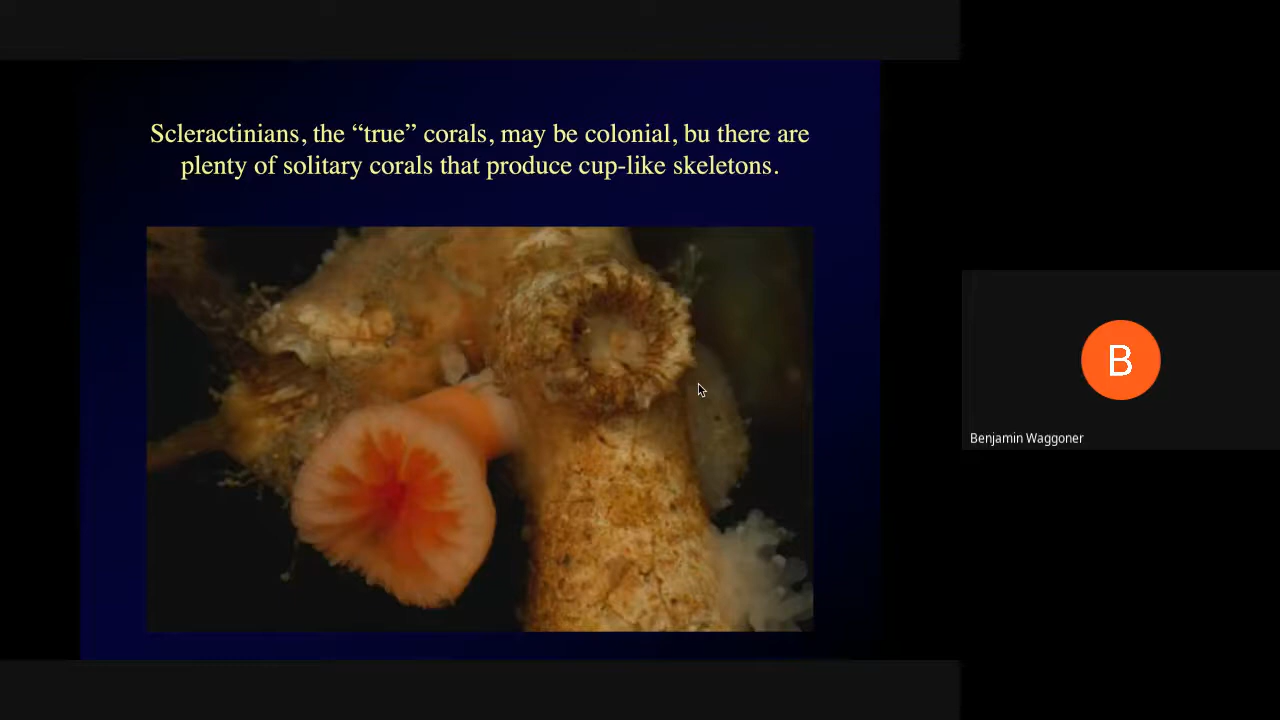 Scleractinians, the “true” corals, may be colonial, bu there are
plenty of solitary corals that produce cup-like skeletons.
B
Benjamin Waggoner